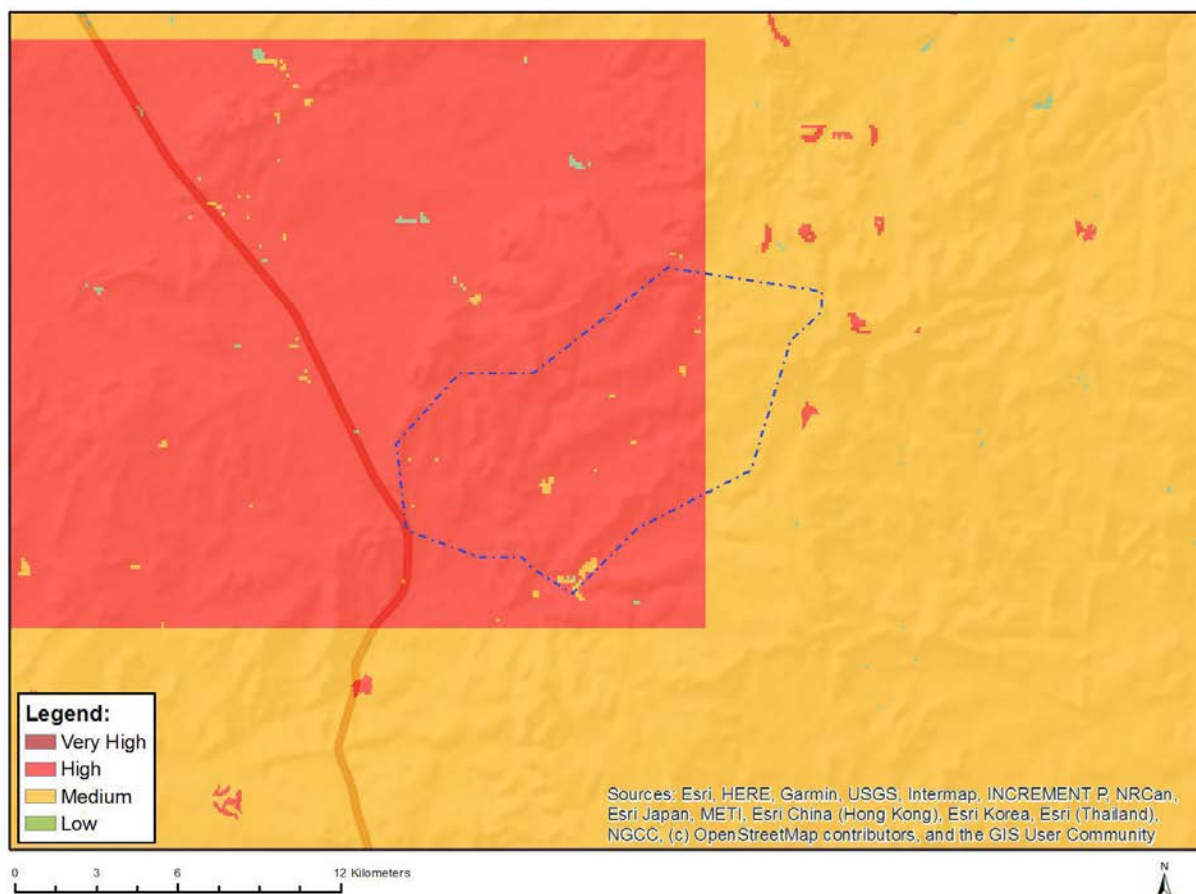 Legend:
Very High
High
Medium
Low
Sources: Esri, HERE, Garmin, USGS, Intermap, INCREMENT P, NRCan,
Esri Japan, METI, Esri China (Hong Kong), Esri Korea, Esri (Thailand),
NGCC, (c) OpenStreetMap contributors, and the GIS User Community
0 3 6 12 Kilometers
N